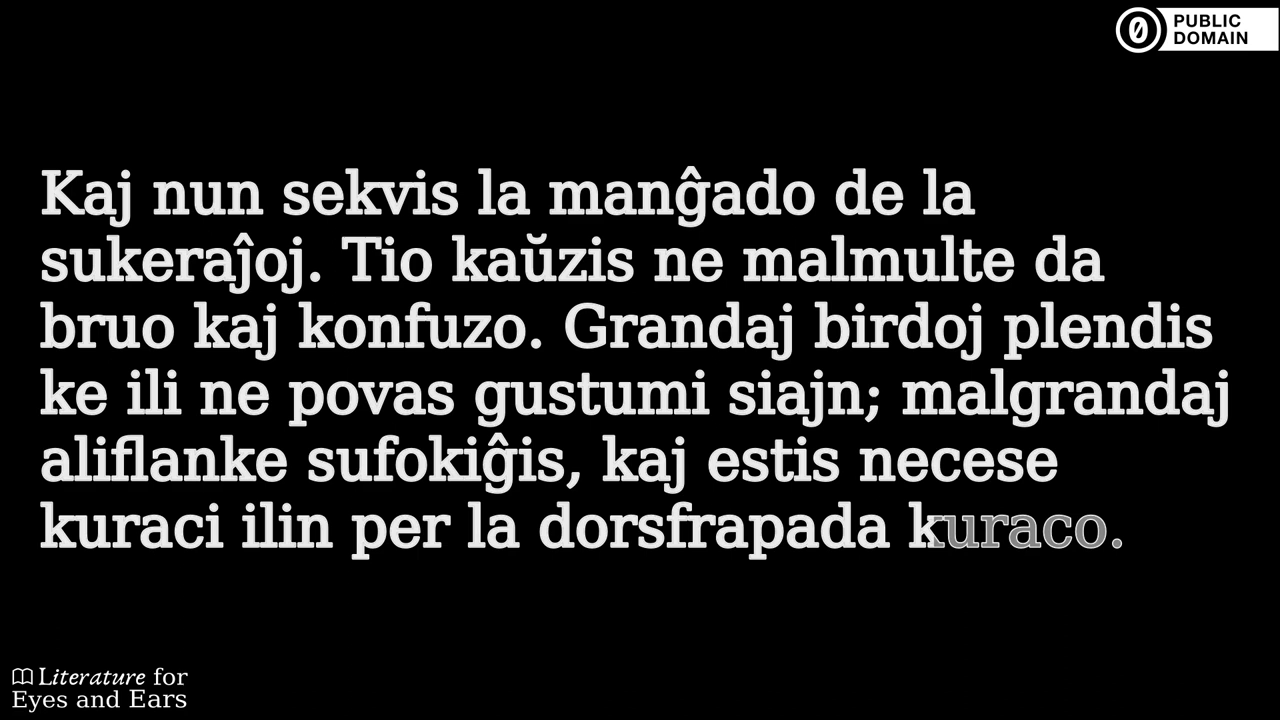 PUBLIC
DOMAIN
Kaj nun sekvis la manĝado de la
sukeraĵoj. Tio kaŭzis ne malmulte da
bruo kaj konfuzo. Grandaj birdoj plendis
ke ili ne povas gustumi siajn; malgrandaj
aliflanke sufokiĝis, kaj estis necese
kuraci ilin per la dorsfrapada kuraco.
Literature for
Eyes and Ears